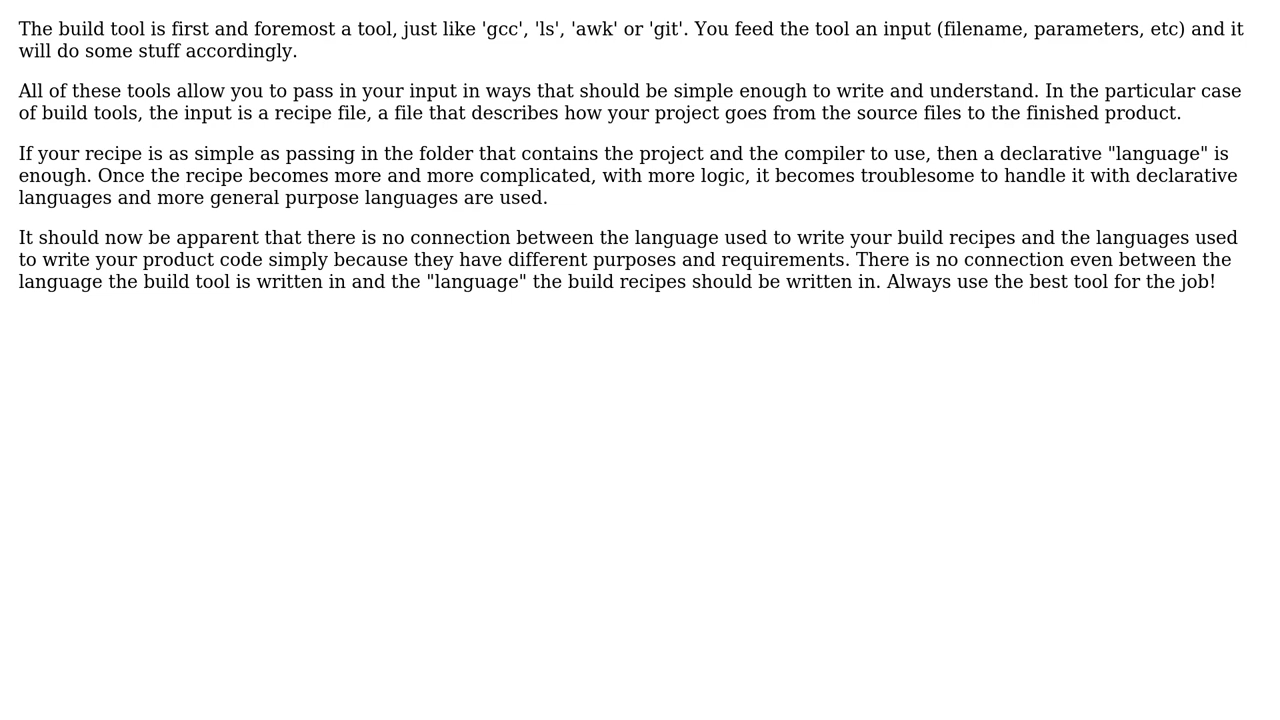 The build tool is first and foremost a tool, just like 'gcc', 'ls', 'awk' or 'git'. You feed the tool an input (filename, parameters, etc) and it
will do some stuff accordingly.
All of these tools allow you to pass in your input in ways that should be simple enough to write and understand. In the particular case
of build tools, the input is a recipe file, a file that describes how your project goes from the source files to the finished product.
If your recipe is as simple as passing in the folder that contains the project and the compiler to use, then a declarative "language" is
enough. Once the recipe becomes more and more complicated, with more logic, it becomes troublesome to handle it with declarative
languages and more general purpose languages are used.
It should now be apparent that there is no connection between the language used to write your build recipes and the languages used
to write your product code simply because they have different purposes and requirements. There is no connection even between the
language the build tool is written in and the "language" the build recipes should be written in. Always use the best tool for the job!